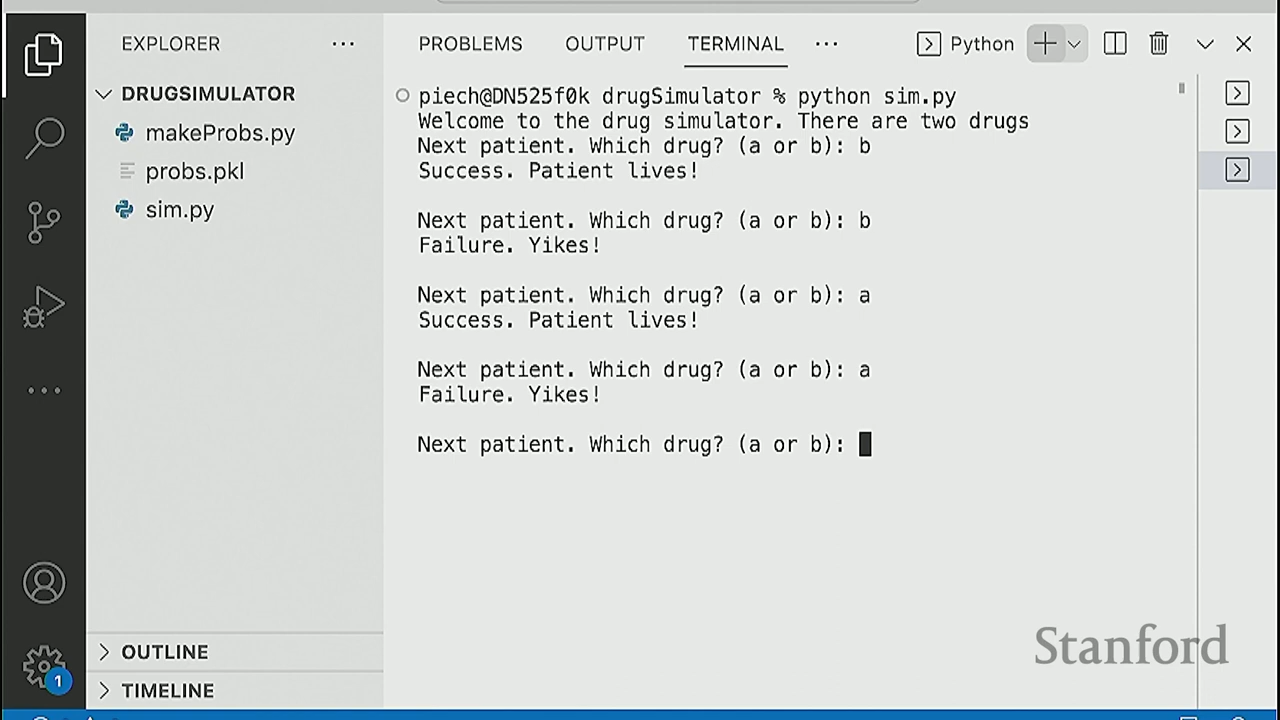 EXPLORER
DRUGSIMULATOR
makeProbs.py
probs.pkl
sim.py
OUTLINE
TIMELINE
1
PROBLEMS OUTPUT TERMINAL
Python
piech@DN525f0k drugSimulator % python sim.py
Welcome to the drug simulator. There are two drugs
Next patient. Which drug? (a or b): b
Success. Patient lives!
Next patient. Which drug? (a or b): b
Failure. Yikes!
Next patient. Which drug? (a or b): a
Success. Patient lives!
Next patient. Which drug? (a or b): a
Failure. Yikes!
Next patient. Which drug? (a or b):
Stanford